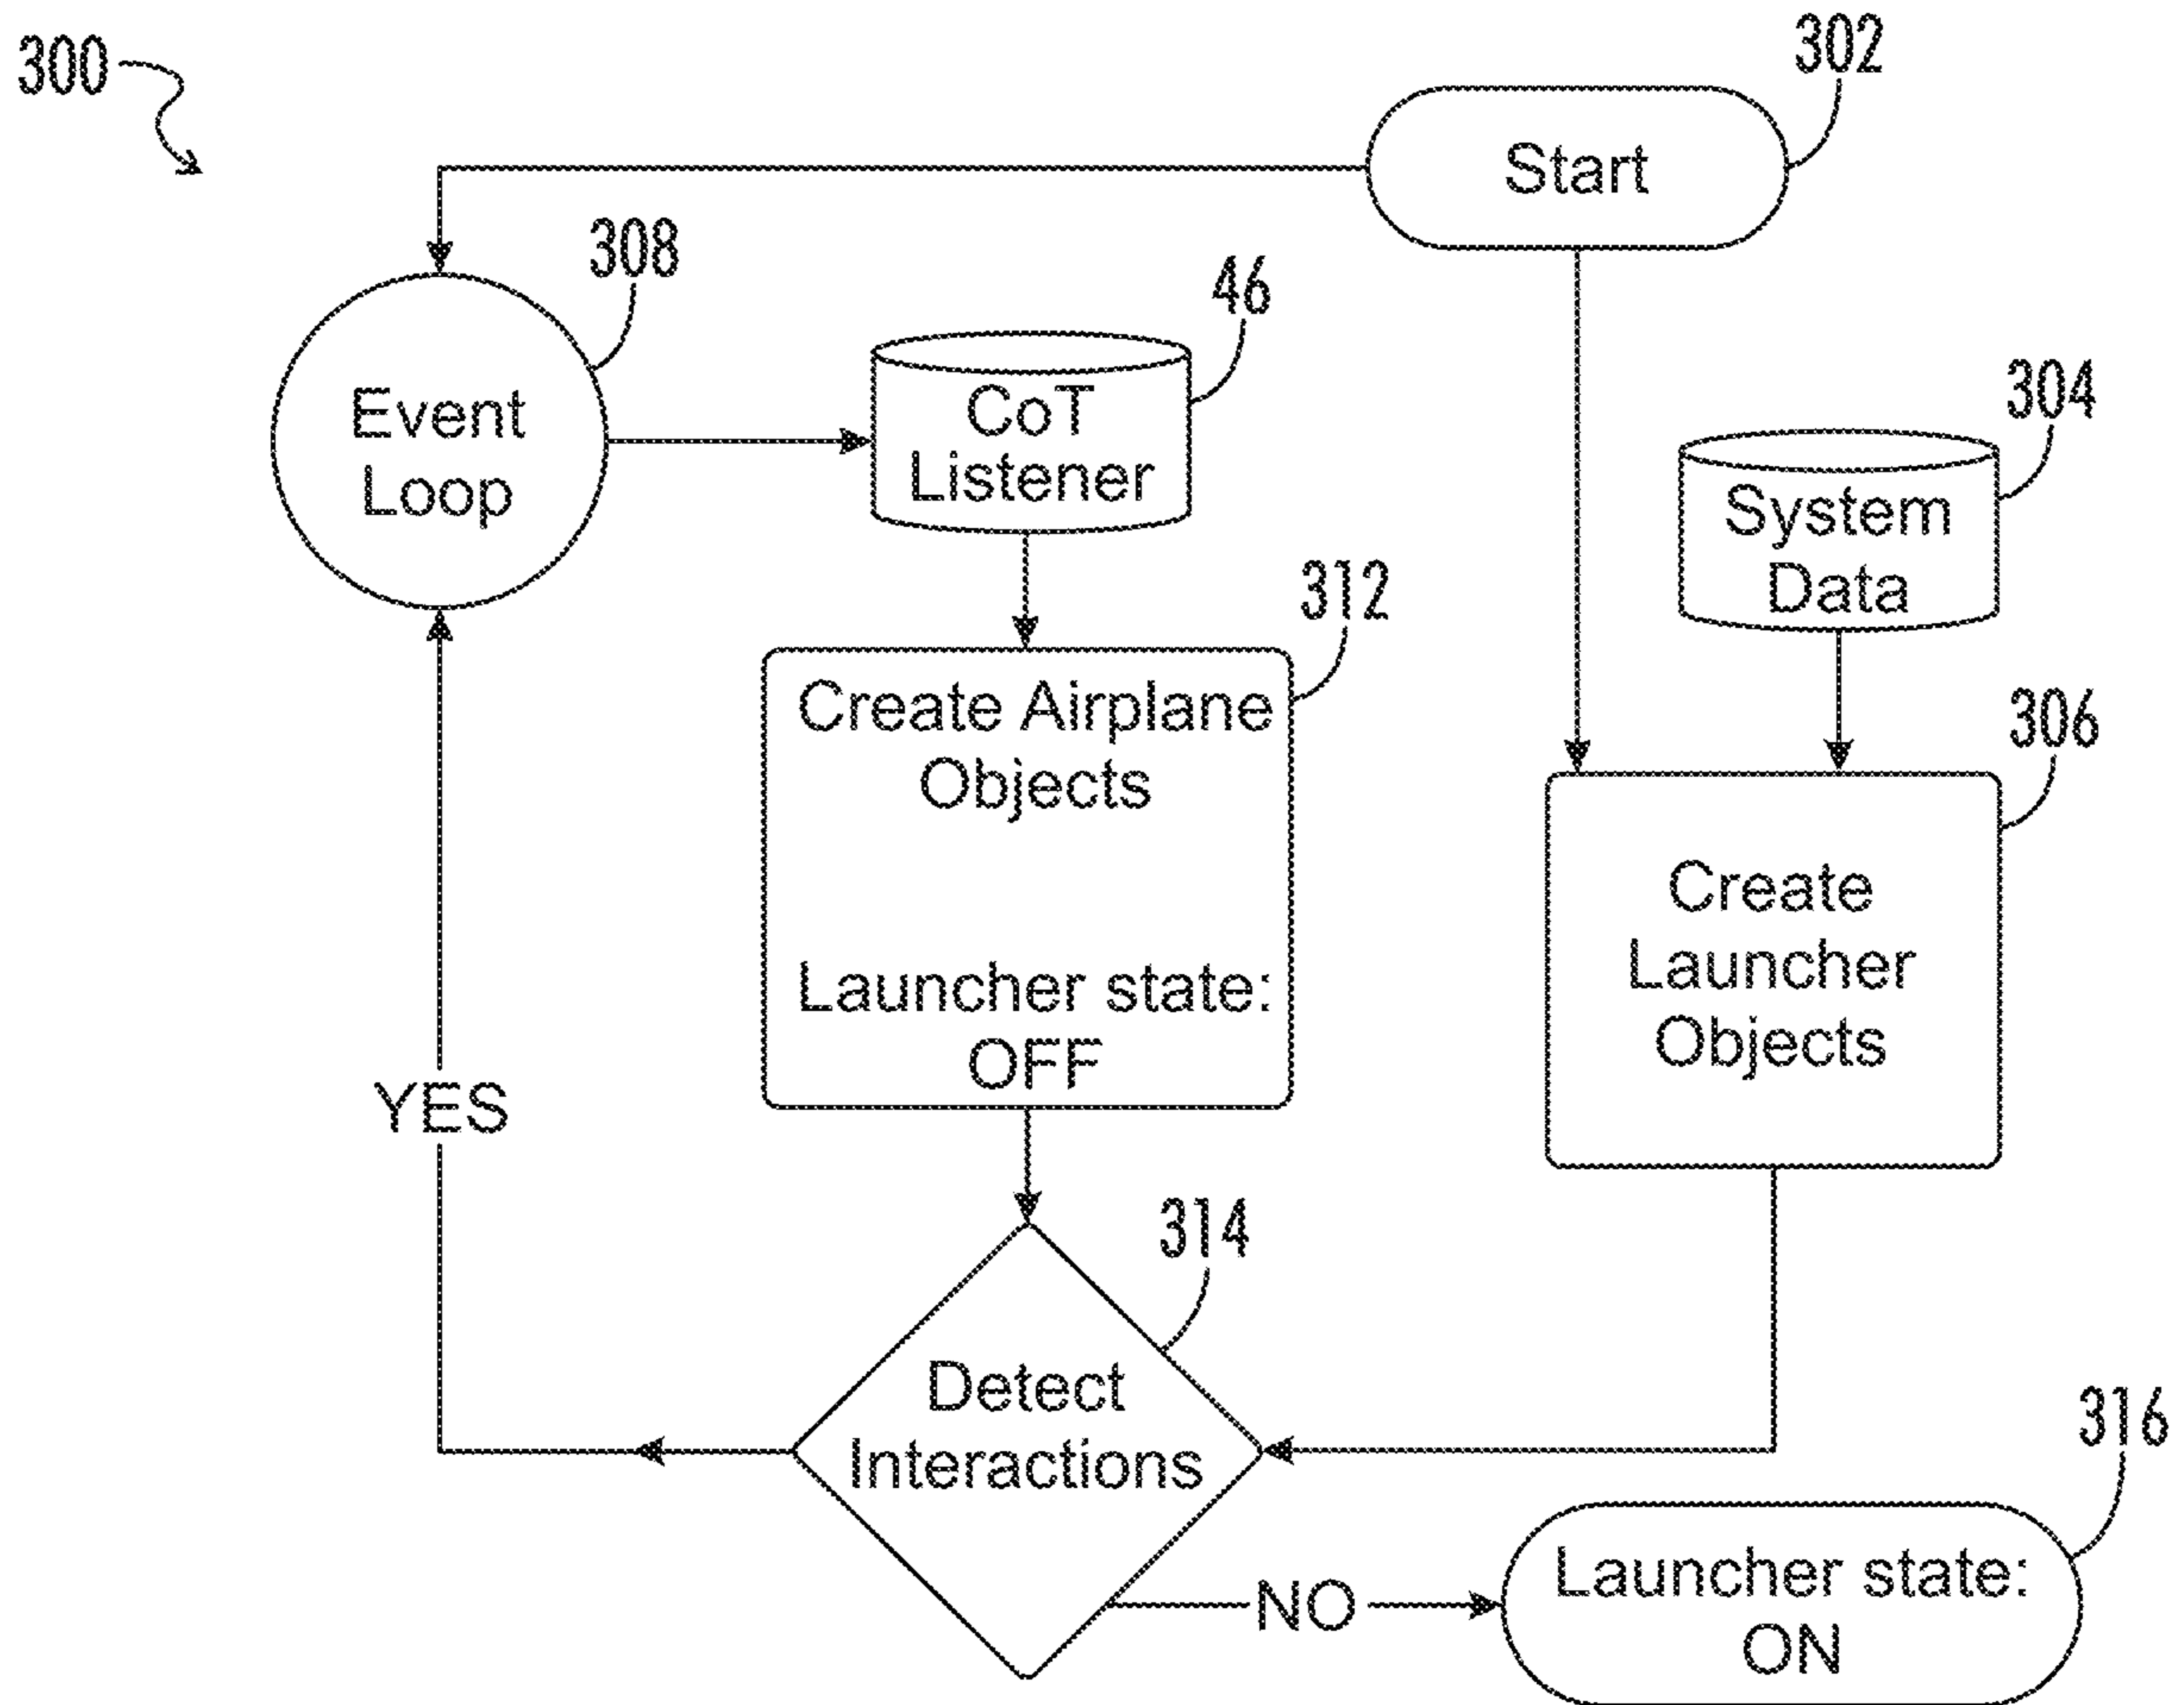 300
302
Start
308
46
Event
Loop
CoT
Listener
304
System
Data
312
Create Airplane
Objects
Launcher state:
OFF
306
Create
Launcher
Objects
YES
314
Detect
Interactions
316
NO
Launcher state:
ON